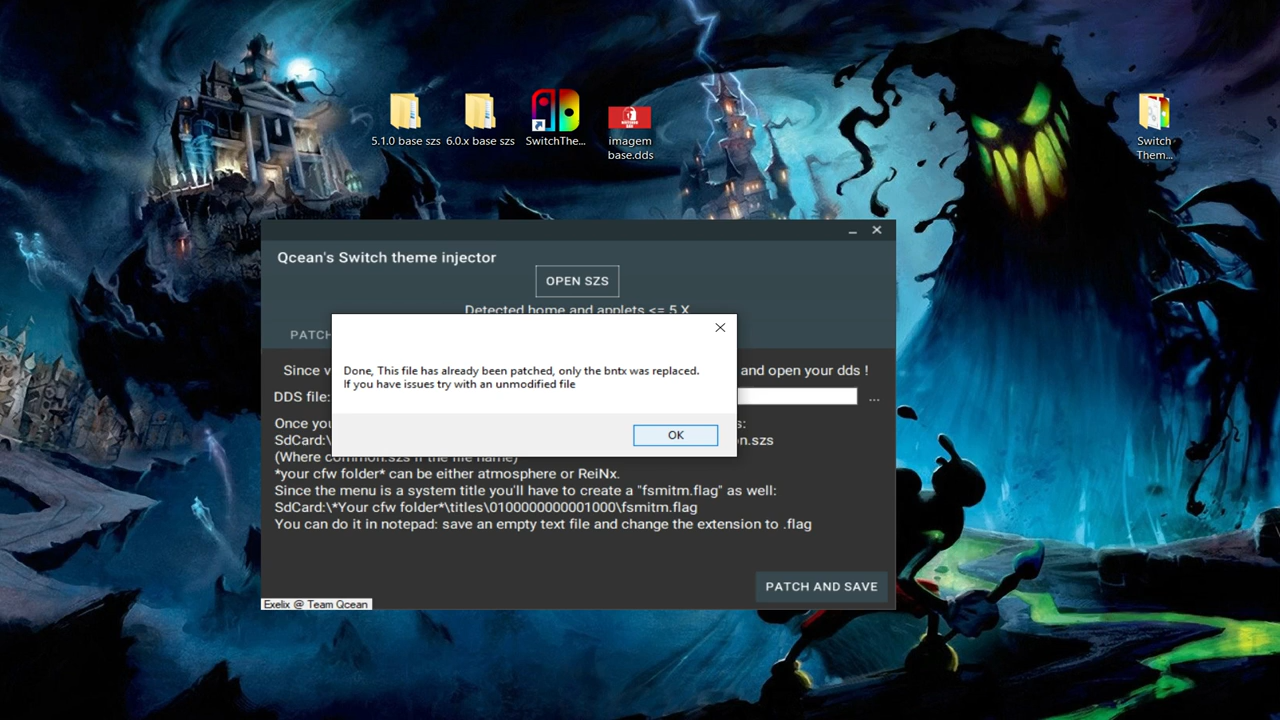 5.1.0 base szs
6.0.x base szs
SwitchThe...
imagem
base.dds
Switch
Them...
Qcean's Switch theme injector
OPEN SZS
Detected home and applets <= 5.X
PATCH
Since v
and open your dds !
DDS file:
...
Done, This file has already been patched, only the bntx was replaced.
If you have issues try with an unmodified file
OK
Once you
s:
SdCard:\
on.szs
(Where common.szs if the file name)
*your cfw folder* can be either atmosphere or ReiNx.
Since the menu is a system title you'll have to create a "fsmitm.flag" as well:
SdCard:\*Your cfw folder*\titles\0100000000001000\fsmitm.flag
You can do it in notepad: save an empty text file and change the extension to .flag
PATCH AND SAVE
Exelix @ Team Qcean